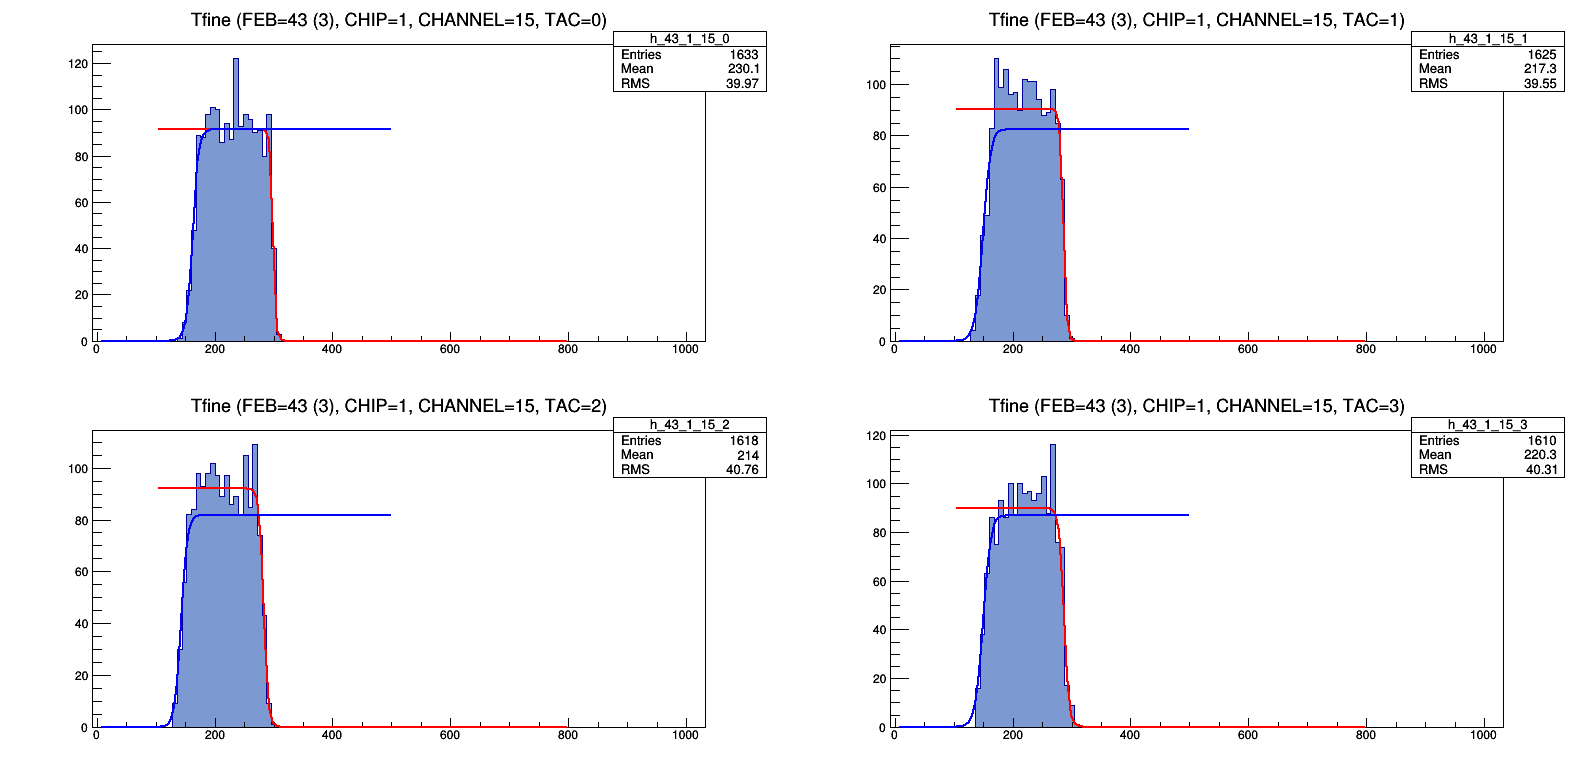 Tfine (FEB=43 (3), CHIP=1, CHANNEL=15, TAC=0)
h_43_1_15_0
Entries 1633
Mean 230.1
RMS 39.97
120
100
80
60
40
20
0
0 200 400 600 800 1000
Tfine (FEB=43 (3), CHIP=1, CHANNEL=15, TAC=1)
h_43_1_15_1
Entries 1625
Mean 217.3
RMS 39.55
100
80
60
40
20
0
0 200 400 600 800 1000
Tfine (FEB=43 (3), CHIP=1, CHANNEL=15, TAC=2)
h_43_1_15_2
Entries 1618
Mean 214
RMS 40.76
100
80
60
40
20
0
0 200 400 600 800 1000
Tfine (FEB=43 (3), CHIP=1, CHANNEL=15, TAC=3)
h_43_1_15_3
Entries 1610
Mean 220.3
RMS 40.31
120
100
80
60
40
20
0
0 200 400 600 800 1000